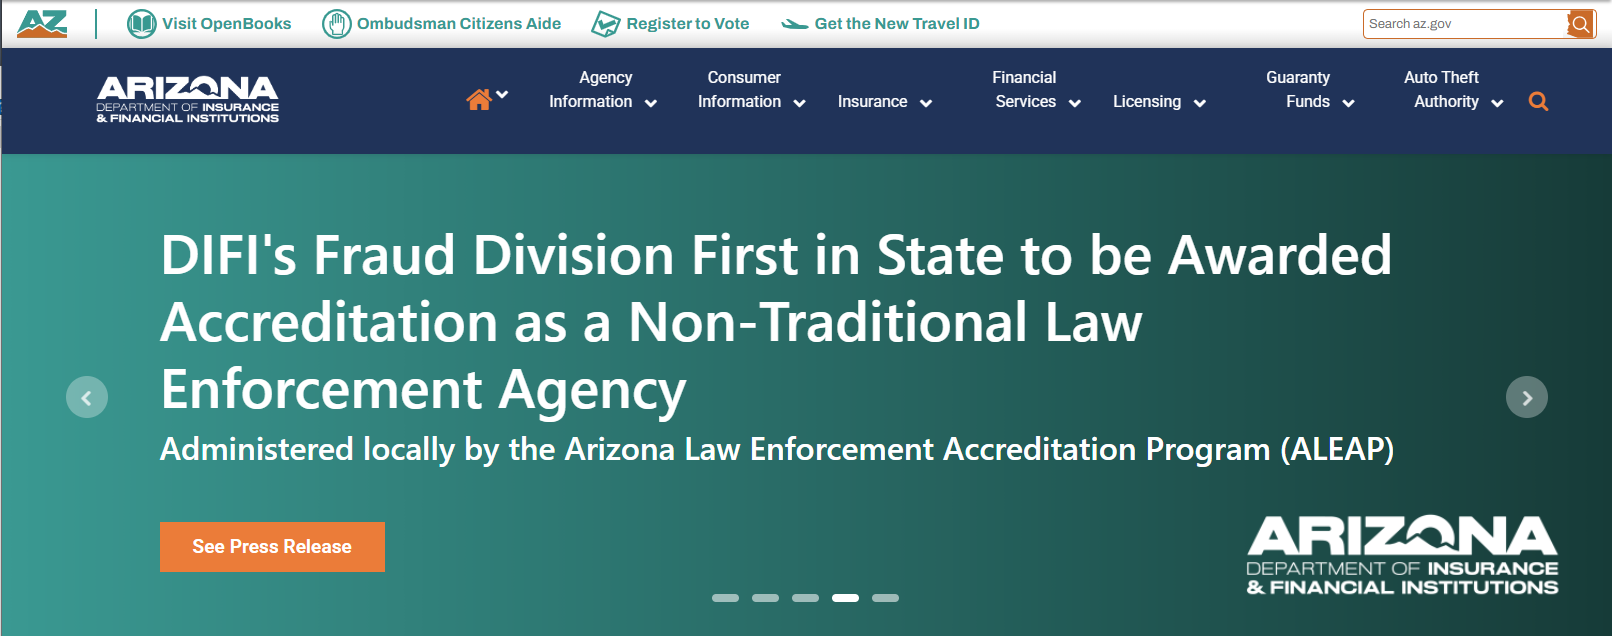 AZ
Visit OpenBooks
Ombudsman Citizens Aide
Register to Vote
Get the New Travel ID
Search az.gov
ARIZONA
DEPARTMENT OF INSURANCE
& FINANCIAL INSTITUTIONS
Agency
Information
Consumer
Information
Insurance
Financial
Services
Licensing
Guaranty
Funds
Auto Theft
Authority
DIFI's Fraud Division First in State to be Awarded
Accreditation as a Non-Traditional Law
Enforcement Agency
Administered locally by the Arizona Law Enforcement Accreditation Program (ALEAP)
See Press Release
ARIZONA
DEPARTMENT OF INSURANCE
& FINANCIAL INSTITUTIONS